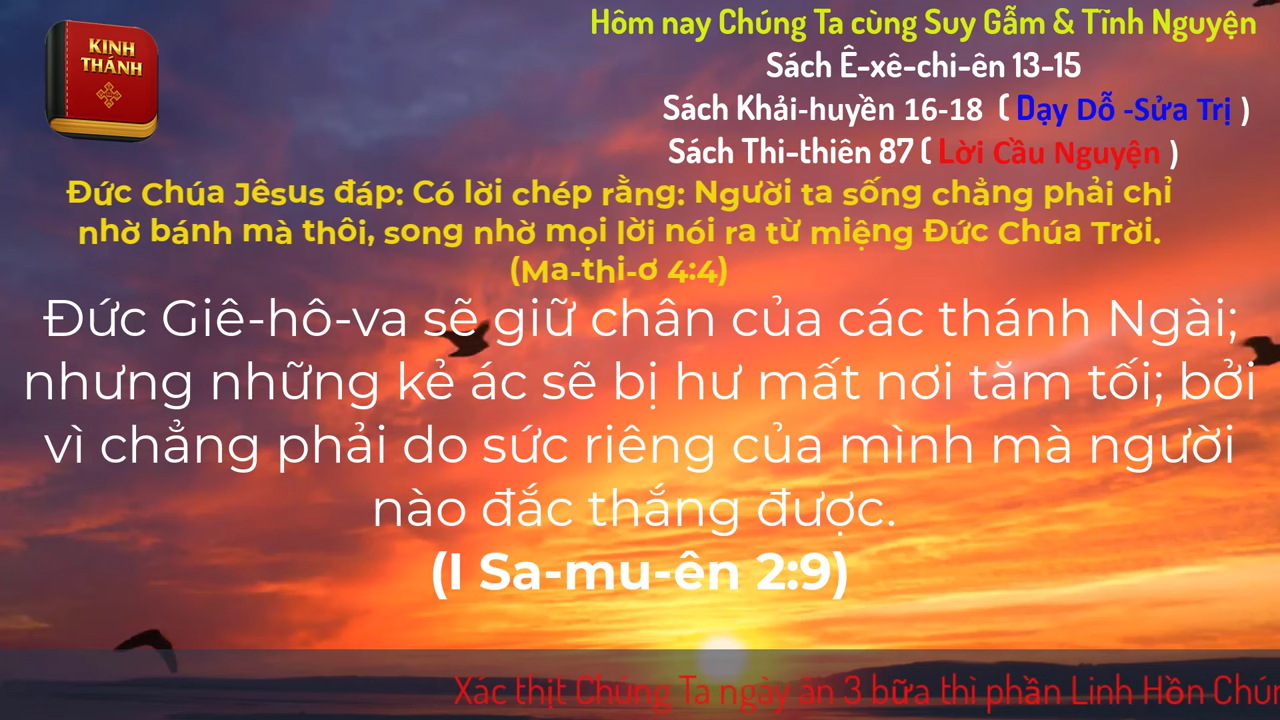 KINH
THÁNH
Hôm nay Chúng Ta cùng Suy Gẫm & Tĩnh Nguyện
Sách Ê-xê-chi-ên 13-15
Sách Khải-huyền 16-18 ( Dạy Dỗ -Sửa Trị )
Sách Thi-thiên 87 ( Lời Cầu Nguyện )
Đức Chúa Jêsus đáp: Có lời chép rằng: Người ta sống chẳng phải chỉ
nhờ bánh mà thôi, song nhờ mọi lời nói ra từ miệng Đức Chúa Trời.
(Ma-thi-ơ 4:4)
Đức Giê-hô-va sẽ giữ chân của các thánh Ngài;
nhưng những kẻ ác sẽ bị hư mất nơi tăm tối; bởi
vì chẳng phải do sức riêng của mình mà người
nào đắc thắng được.
(I Sa-mu-ên 2:9)
Xác thịt Chúng Ta ngày ăn 3 bữa thì phần Linh Hồn